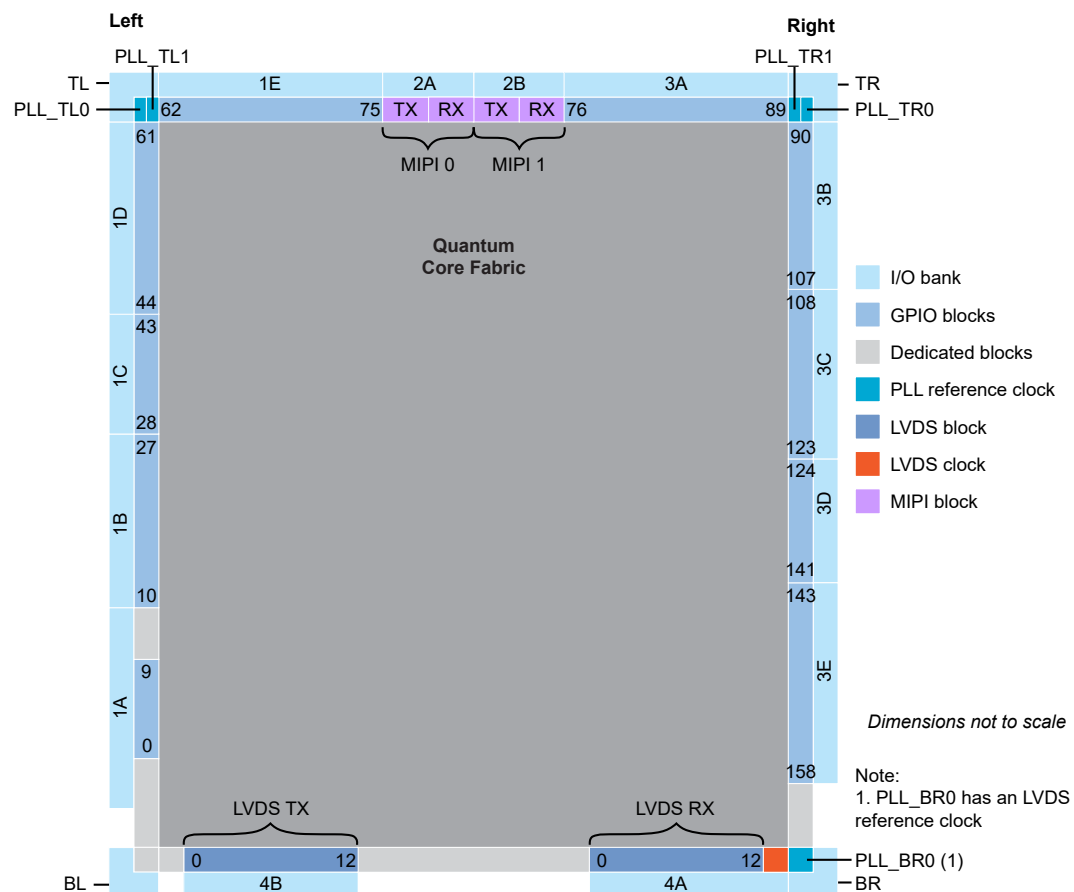 Left
Right
PLL_TL1
PLL_TR1
TL
1E
2A
2B
3A
TR
PLL_TL0
62
75
TX
RX
TX
RX
76
89
PLL_TR0
61
90
MIPI 0
MIPI 1
1D
3B
Quantum
Core Fabric
44
43
107
108
1C
3C
28
27
123
124
1B
3D
10
141
143
9
1A
0
3E
158
I/O bank
GPIO blocks
Dedicated blocks
PLL reference clock
LVDS block
LVDS clock
MIPI block
Dimensions not to scale
Note:
1. PLL_BR0 has an LVDS
reference clock
LVDS TX
LVDS RX
0
12
0
12
PLL_BR0 (1)
BL
4B
4A
BR